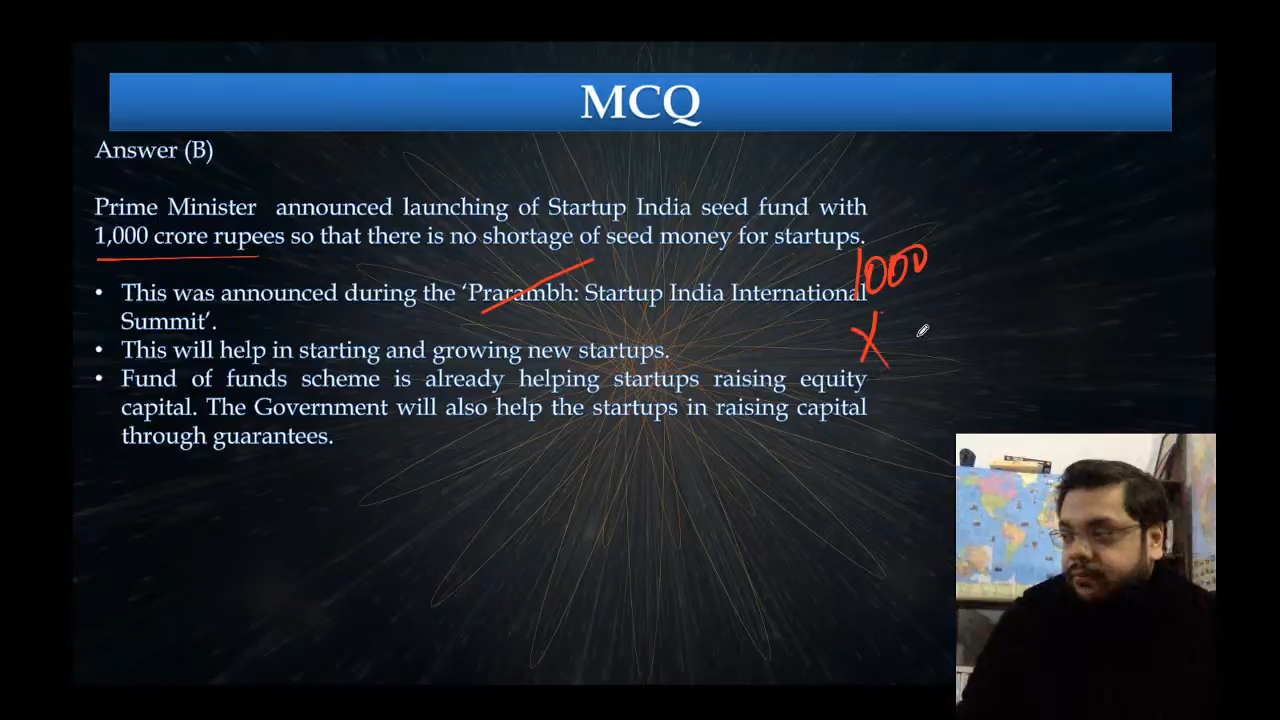 MCQ
Answer (B)
Prime Minister announced launching of Startup India seed fund with
1,000 crore rupees so that there is no shortage of seed money for startups.
1000
• This was announced during the ‘Prarambh: Startup India International
Summit’.
X
• This will help in starting and growing new startups.
• Fund of funds scheme is already helping startups raising equity
capital. The Government will also help the startups in raising capital
through guarantees.